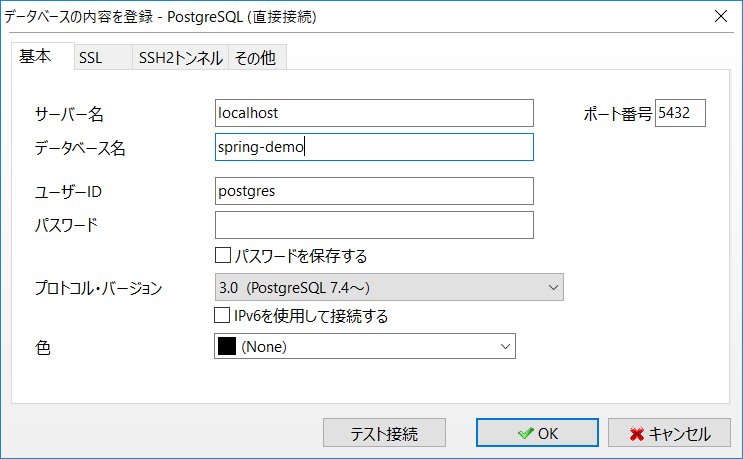 データベースの内容を登録 - PostgreSQL (直接接続)
基本 SSL SSH2トンネル その他
サーバー名 localhost ポート番号 5432
データベース名 spring-demo
ユーザーID postgres
パスワード
パスワードを保存する
プロトコル・バージョン 3.0 (PostgreSQL 7.4～)
IPv6を使用して接続する
色 (None)
テスト接続 OK キャンセル